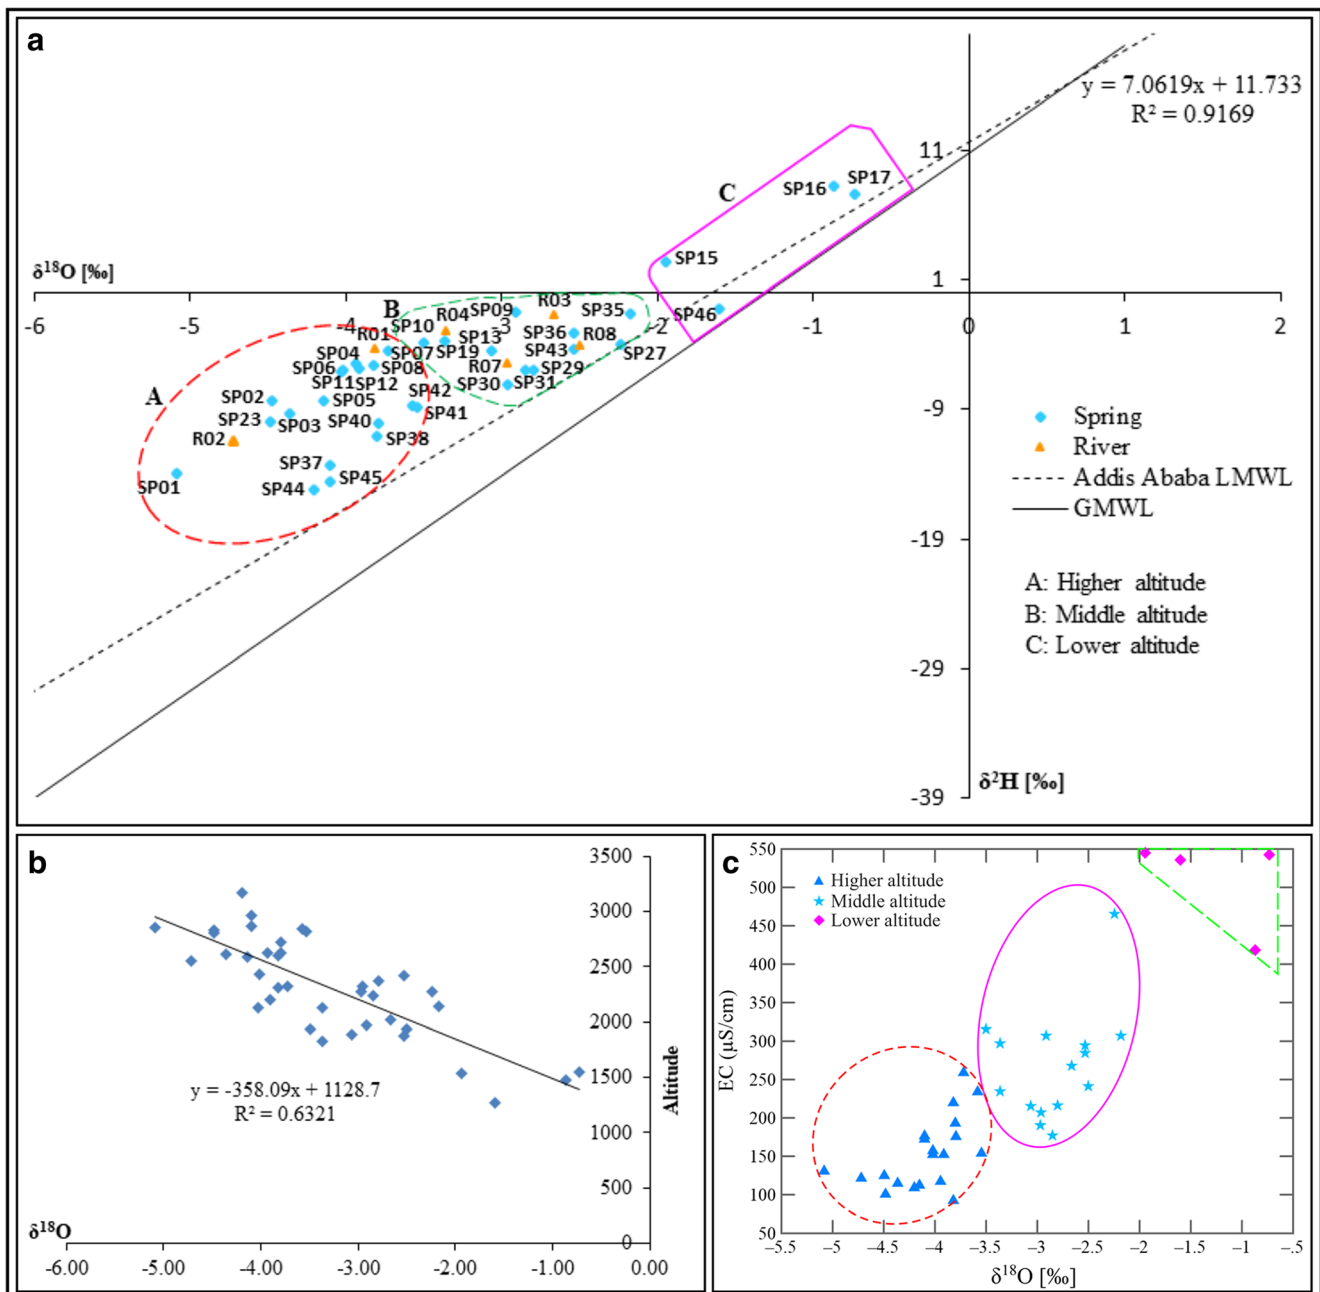 a
y = 7.0619x + 11.733
R² = 0.9169
11
C
SP16
SP17
SP15
δ¹⁸O [‰]
1
-6
-5
-4
-3
-2
-1
0
1
2
B
R04
SP09
R03
SP35
SP46
R01
SP10
SP13
SP36
R08
SP04
SP07
SP19
SP43
SP27
SP06
SP08
R07
SP29
SP11
SP12
SP30
SP31
A
SP02
SP05
SP42
SP41
SP23
SP03
SP40
R02
SP38
SP37
SP01
SP44
SP45
-9
-19
-29
-39
δ²H [‰]
Spring
River
Addis Ababa LMWL
GMWL
A: Higher altitude
B: Middle altitude
C: Lower altitude
b
3500
3000
2500
2000
1500
1000
500
0
Altitude
y = -358.09x + 1128.7
R² = 0.6321
δ¹⁸O
-6.00
-5.00
-4.00
-3.00
-2.00
-1.00
0.00
c
550
500
450
400
350
300
250
200
150
100
50
EC (µS/cm)
Higher altitude
Middle altitude
Lower altitude
−5.5
−5
−4.5
−4
−3.5
−3
−2.5
−2
−1.5
−1
−.5
δ¹⁸O [‰]